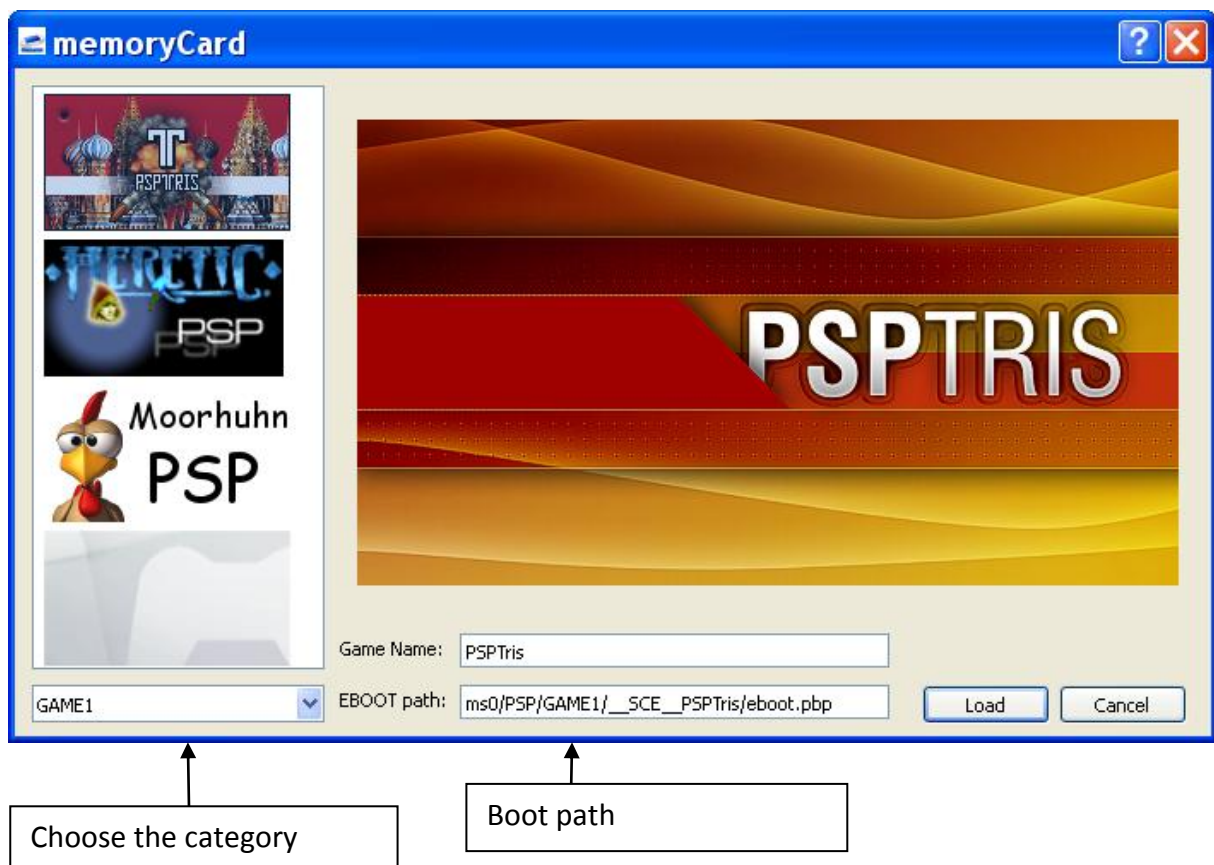 memoryCard
PSPTRIS
HERETIC
PSP
Moorhuhn
PSP
PSPTRIS
Game Name: PSPTris
GAME1
EBOOT path: ms0/PSP/GAME1/__SCE__PSPTris/eboot.pbp
Load
Cancel
Choose the category
Boot path